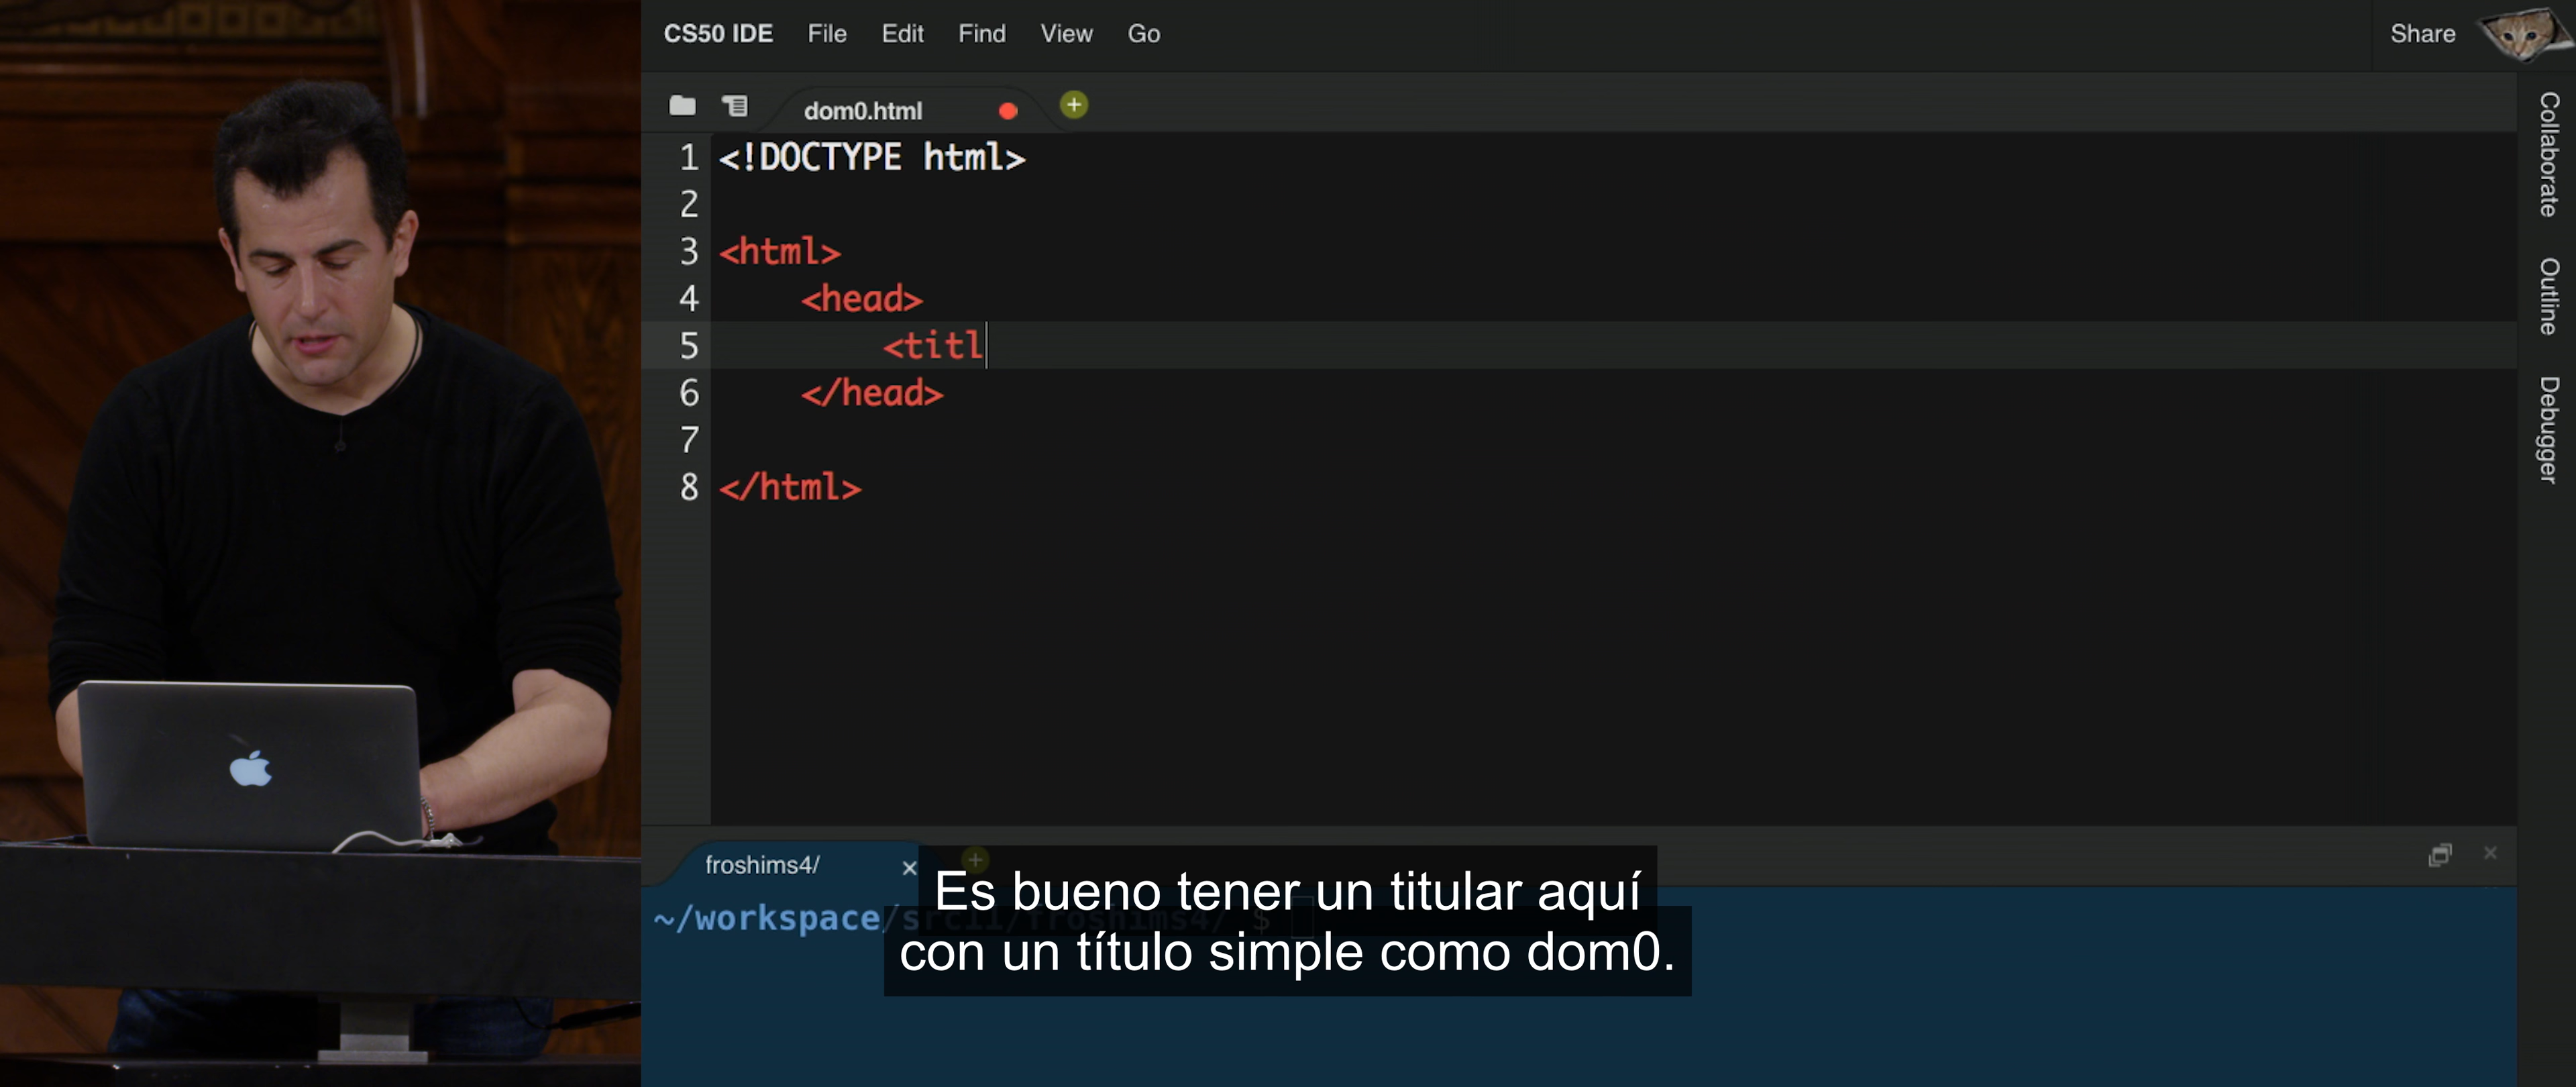 CS50 IDE File Edit Find View Go Share
dom0.html
1 <!DOCTYPE html>
2
3 <html>
4 <head>
5 <titl
6 </head>
7
8 </html>
Collaborate
Outline
Debugger
froshims4/
~/workspace/src11/froshims4/ $
Es bueno tener un titular aquí
con un título simple como dom0.